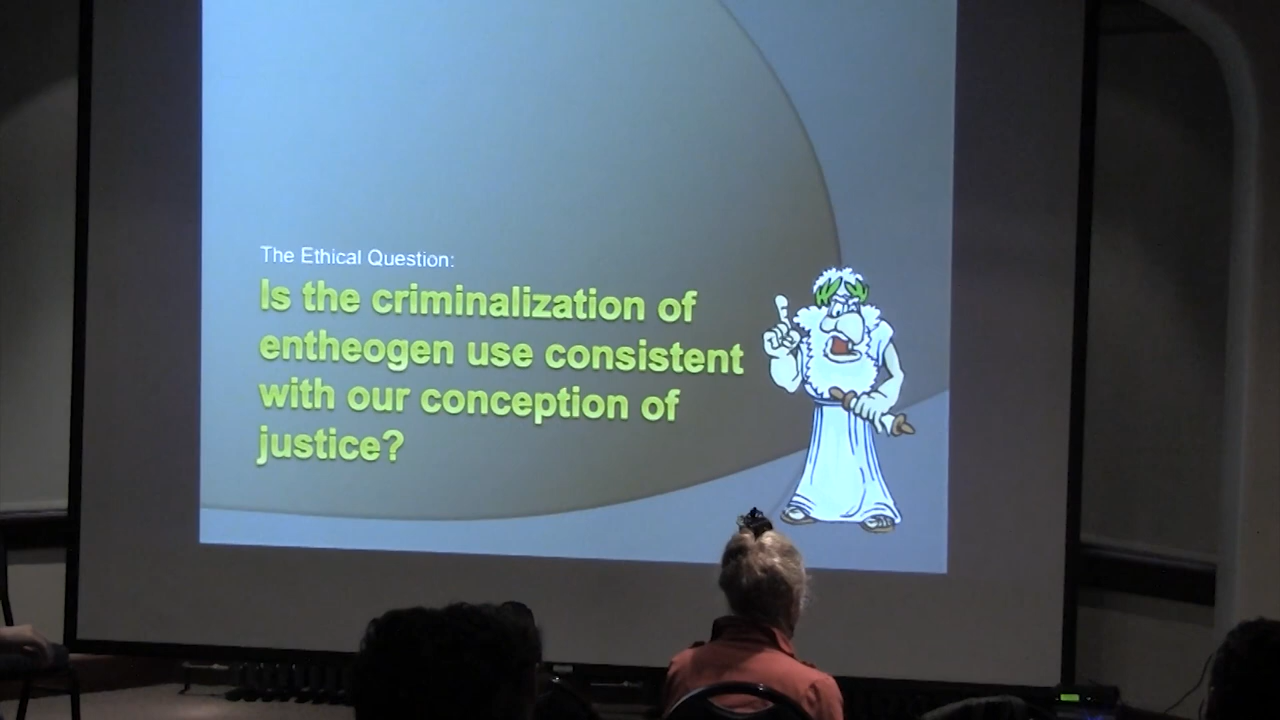 The Ethical Question:
Is the criminalization of
entheogen use consistent
with our conception of
justice?